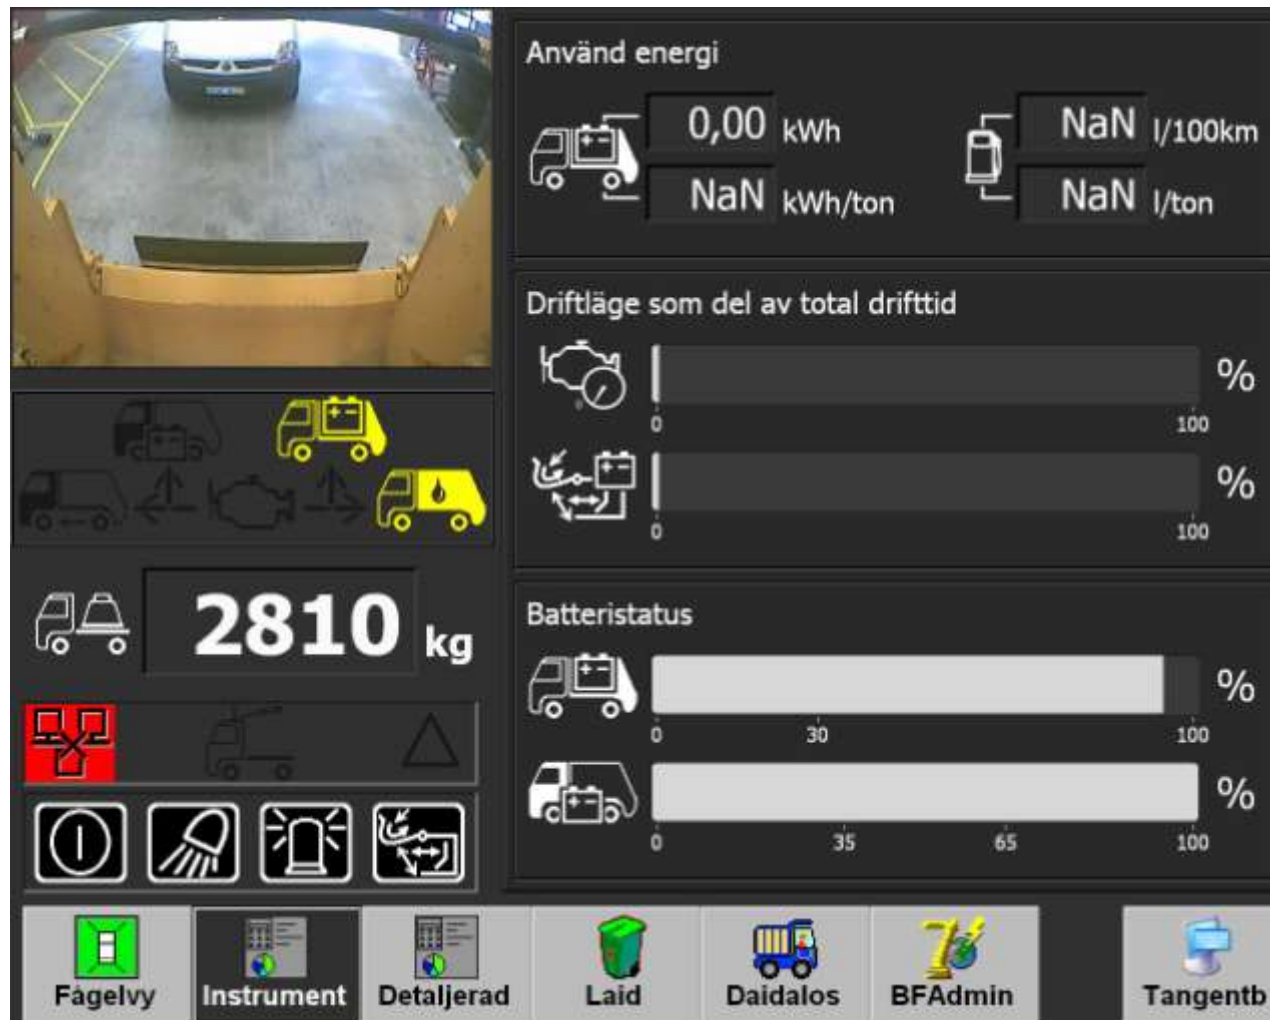 Använd energi
0,00 kWh
NaN l/100km
NaN kWh/ton
NaN l/ton
Driftläge som del av total drifttid
%
0 100
%
0 100
2810 kg
Batteristatus
%
0 30 100
%
0 35 65 100
Fågelvy Instrument Detaljerad Laid Daidalos BFAdmin Tangentb